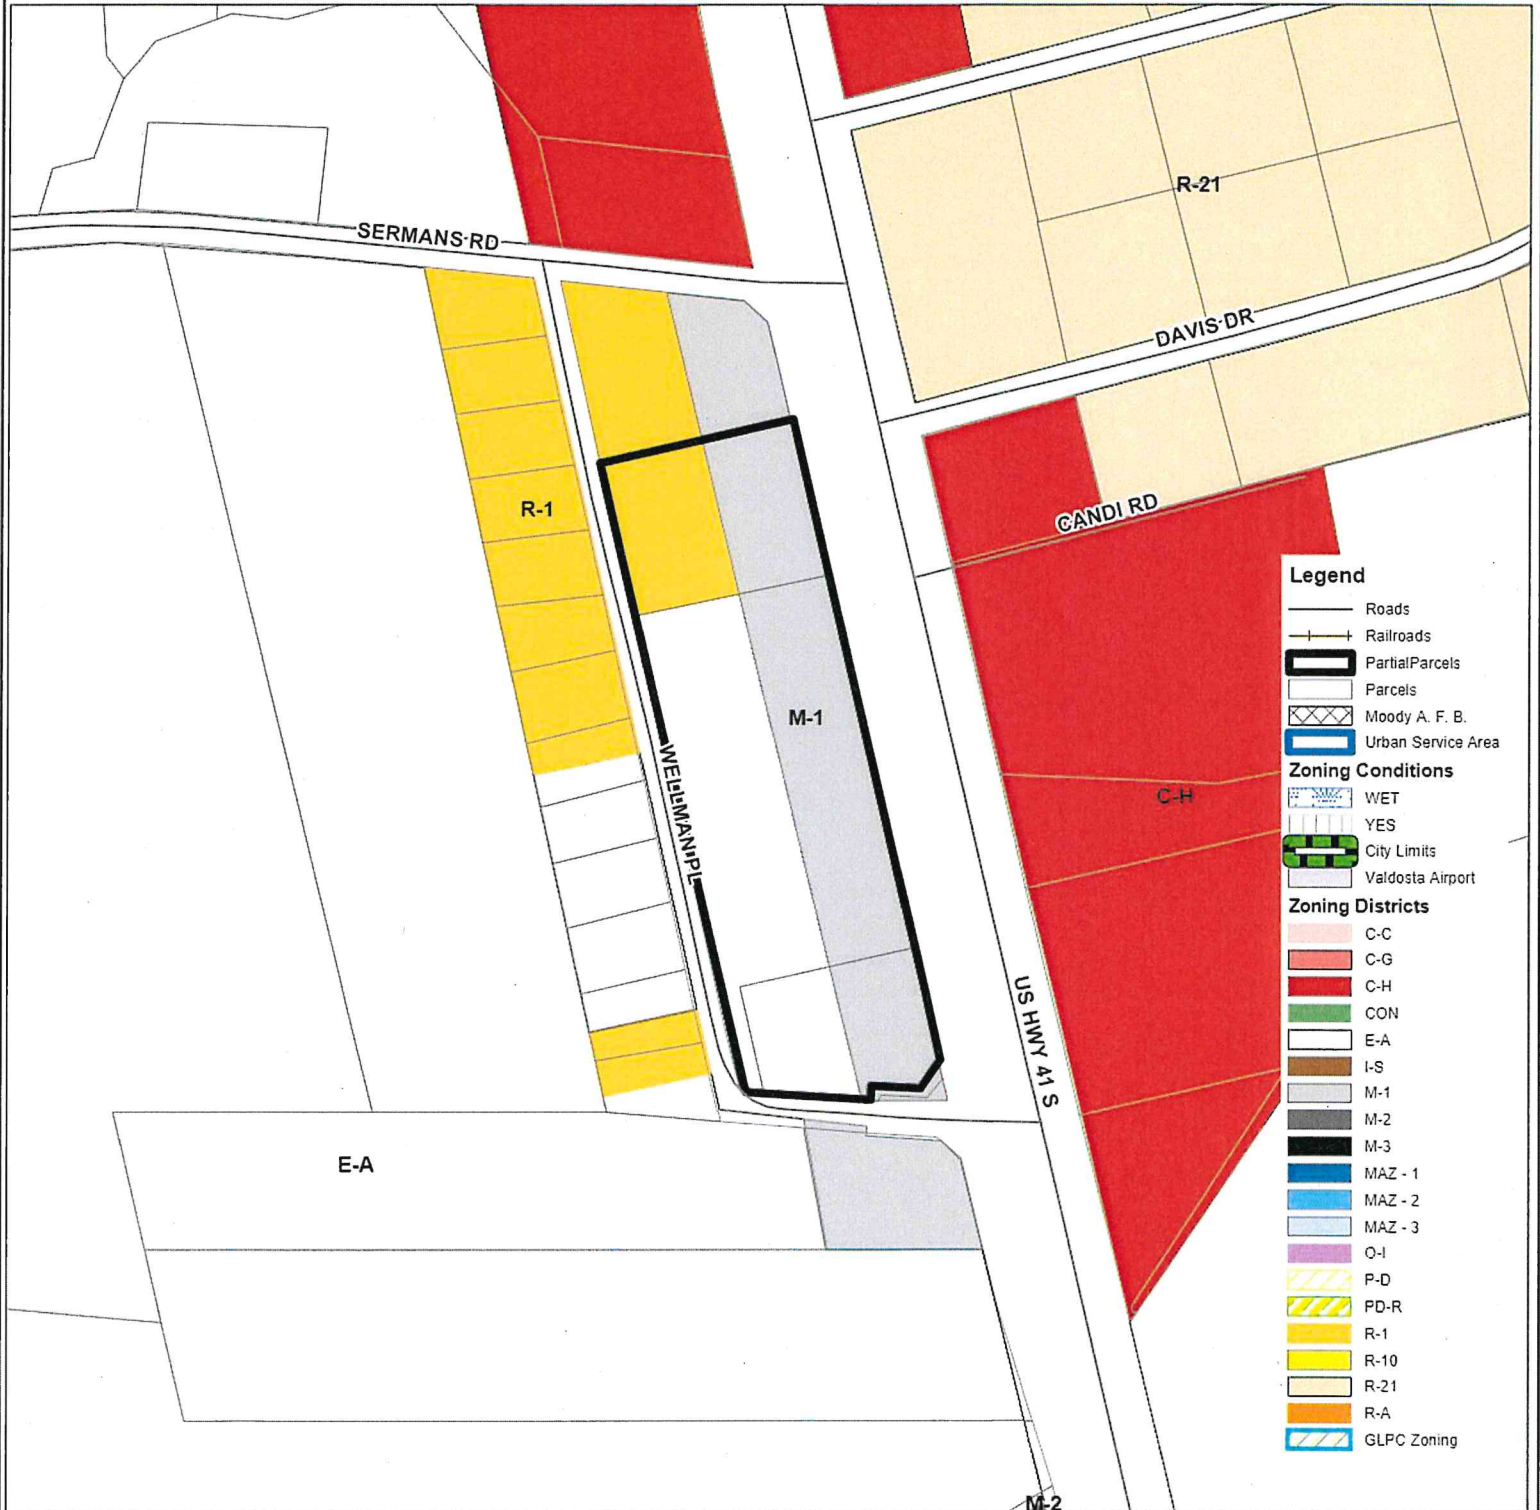 R-21
SERMANS RD
DAVIS DR
R-1
CANDI RD
M-1
WELLMAN PL
C-H
US HWY 41 S
E-A
M-2
Legend
Roads
Railroads
PartialParcels
Parcels
Moody A. F. B.
Urban Service Area
Zoning Conditions
WET
YES
City Limits
Valdosta Airport
Zoning Districts
C-C
C-G
C-H
CON
E-A
I-S
M-1
M-2
M-3
MAZ - 1
MAZ - 2
MAZ - 3
O-I
P-D
PD-R
R-1
R-10
R-21
R-A
GLPC Zoning